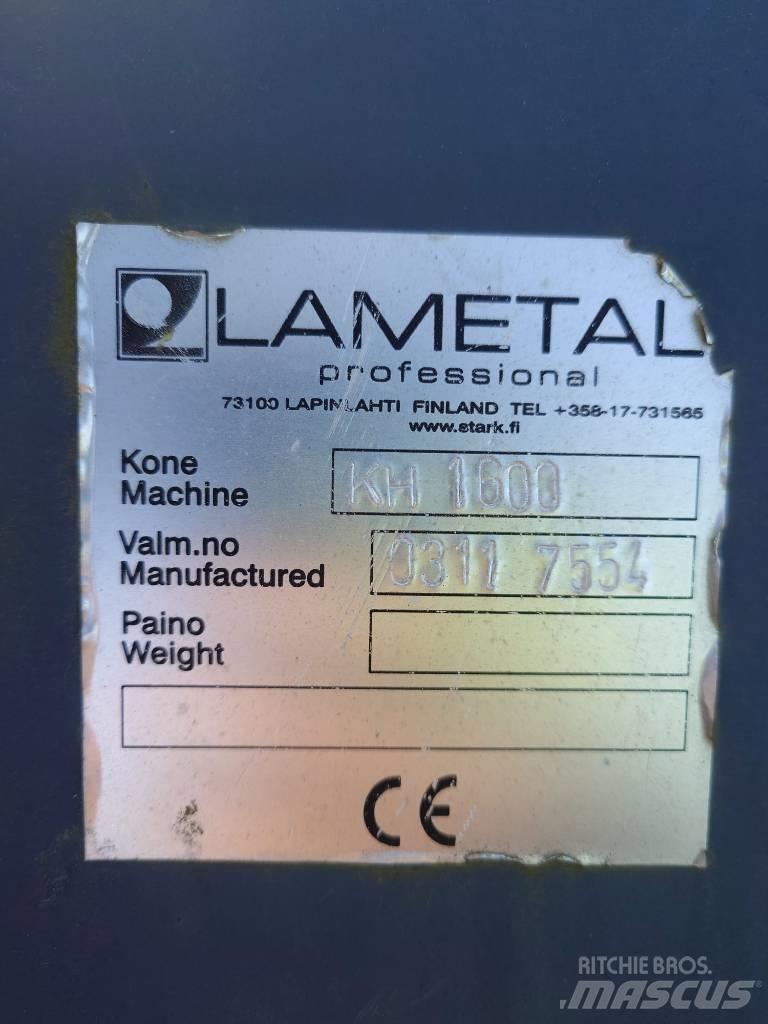 LAMETAL
professional
73100 LAPINLAHTI FINLAND TEL +358-17-731565
www.stark.fi
Kone
Machine
KH 1600
Valm.no
Manufactured
0311 7554
Paino
Weight
CE
RITCHIE BROS.
MASCUS